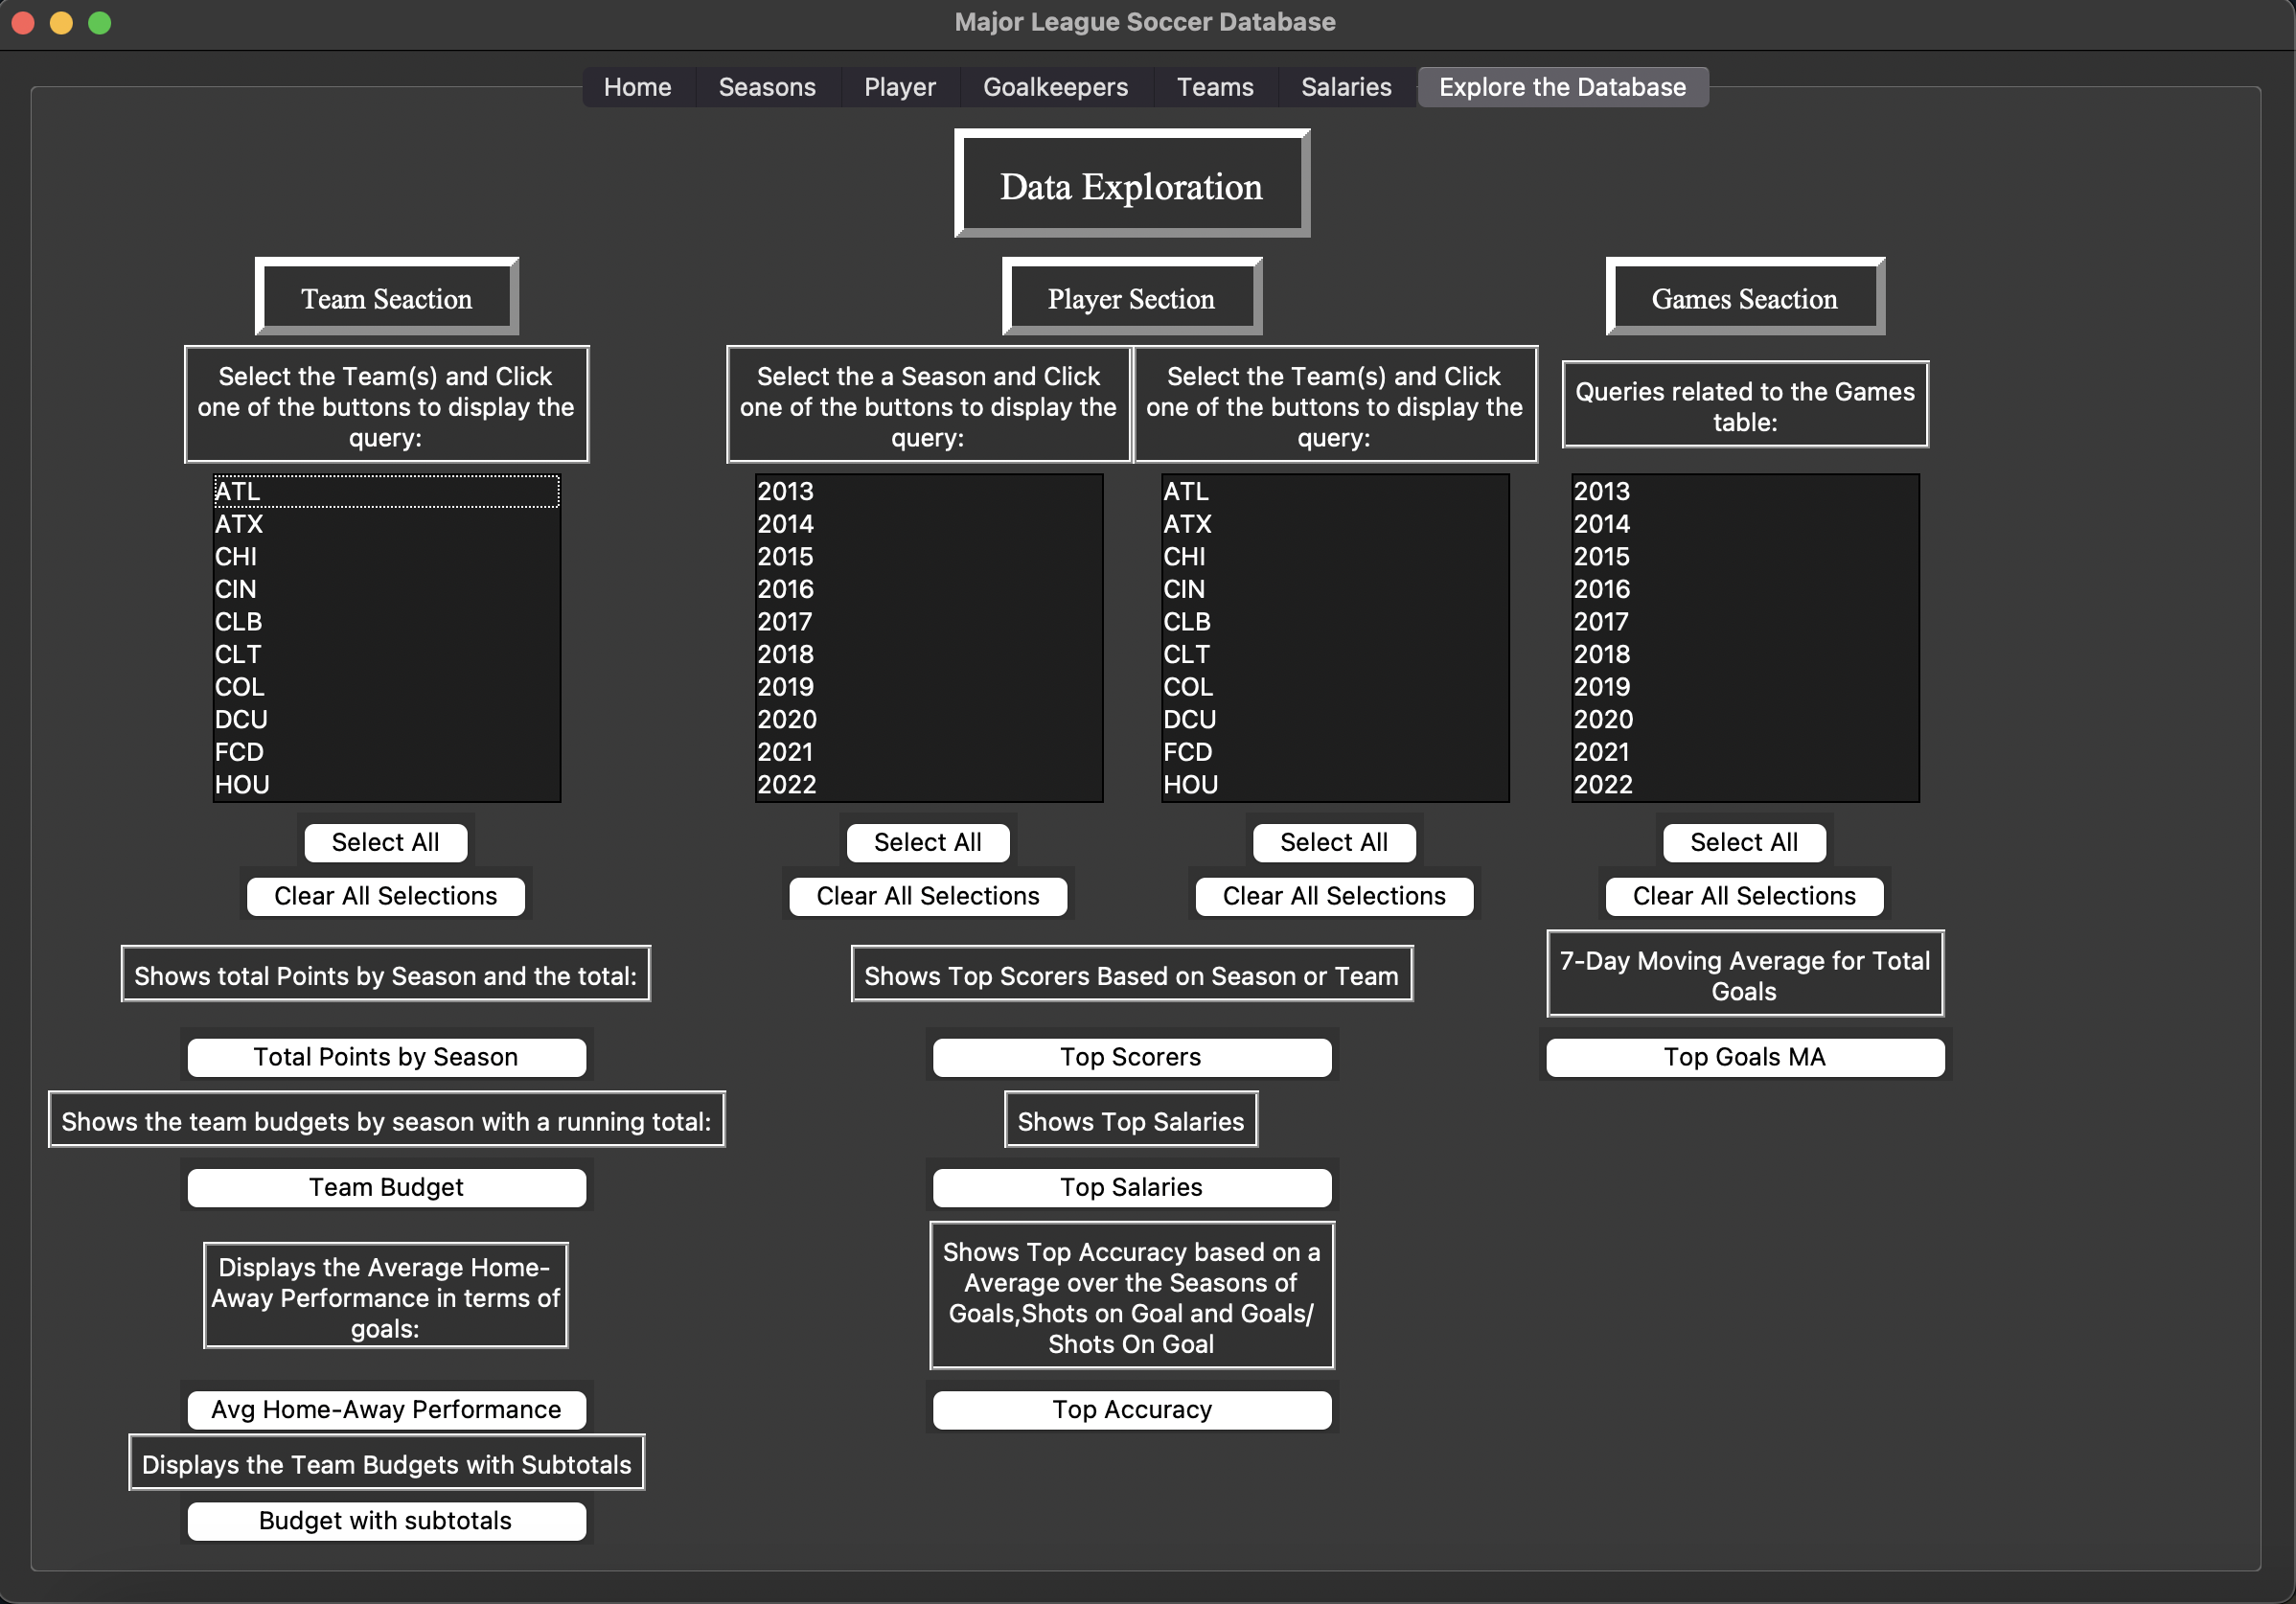 Major League Soccer Database
Home Seasons Player Goalkeepers Teams Salaries Explore the Database
Data Exploration
Team Seaction
Select the Team(s) and Click
one of the buttons to display the
query:
ATL
ATX
CHI
CIN
CLB
CLT
COL
DCU
FCD
HOU
Select All
Clear All Selections
Shows total Points by Season and the total:
Total Points by Season
Shows the team budgets by season with a running total:
Team Budget
Displays the Average Home-
Away Performance in terms of
goals:
Avg Home-Away Performance
Displays the Team Budgets with Subtotals
Budget with subtotals
Player Section
Select the a Season and Click
one of the buttons to display the
query:
2013
2014
2015
2016
2017
2018
2019
2020
2021
2022
Select All
Clear All Selections
Select the Team(s) and Click
one of the buttons to display the
query:
ATL
ATX
CHI
CIN
CLB
CLT
COL
DCU
FCD
HOU
Select All
Clear All Selections
Shows Top Scorers Based on Season or Team
Top Scorers
Shows Top Salaries
Top Salaries
Shows Top Accuracy based on a
Average over the Seasons of
Goals,Shots on Goal and Goals/
Shots On Goal
Top Accuracy
Games Seaction
Queries related to the Games
table:
2013
2014
2015
2016
2017
2018
2019
2020
2021
2022
Select All
Clear All Selections
7-Day Moving Average for Total
Goals
Top Goals MA